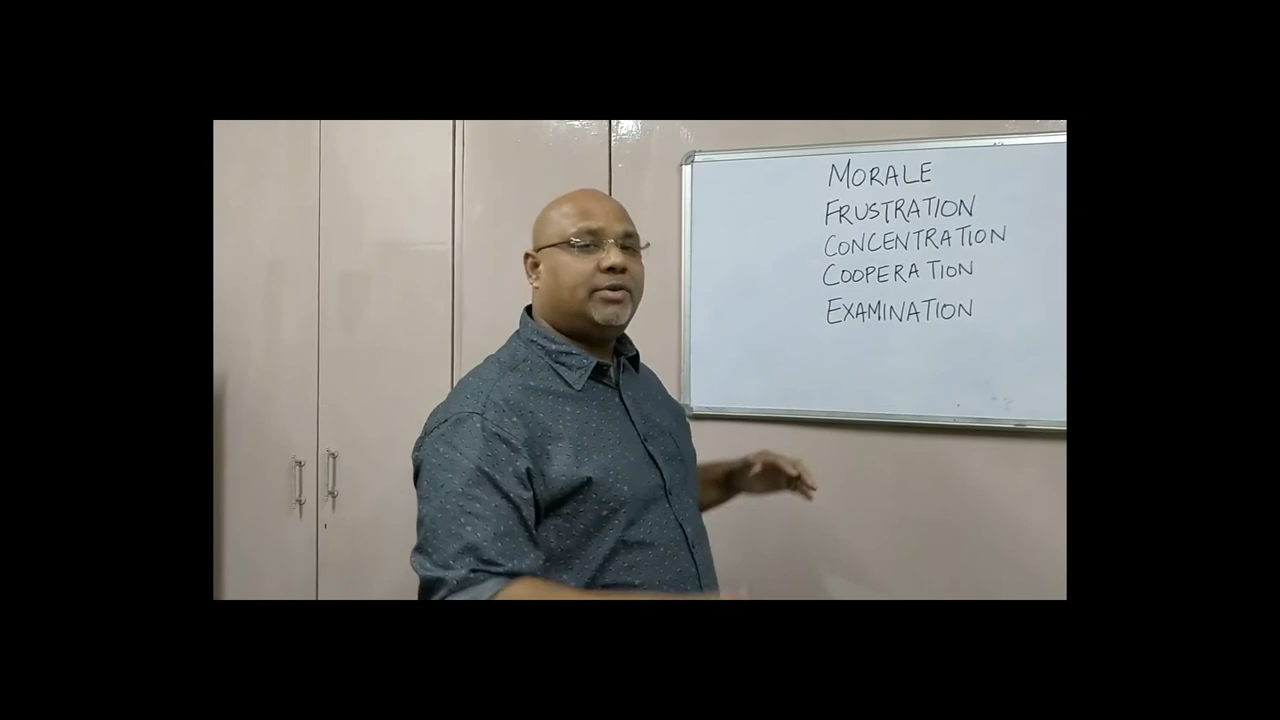 MORALE
FRUSTRATION
CONCENTRATION
COOPERATION
EXAMINATION